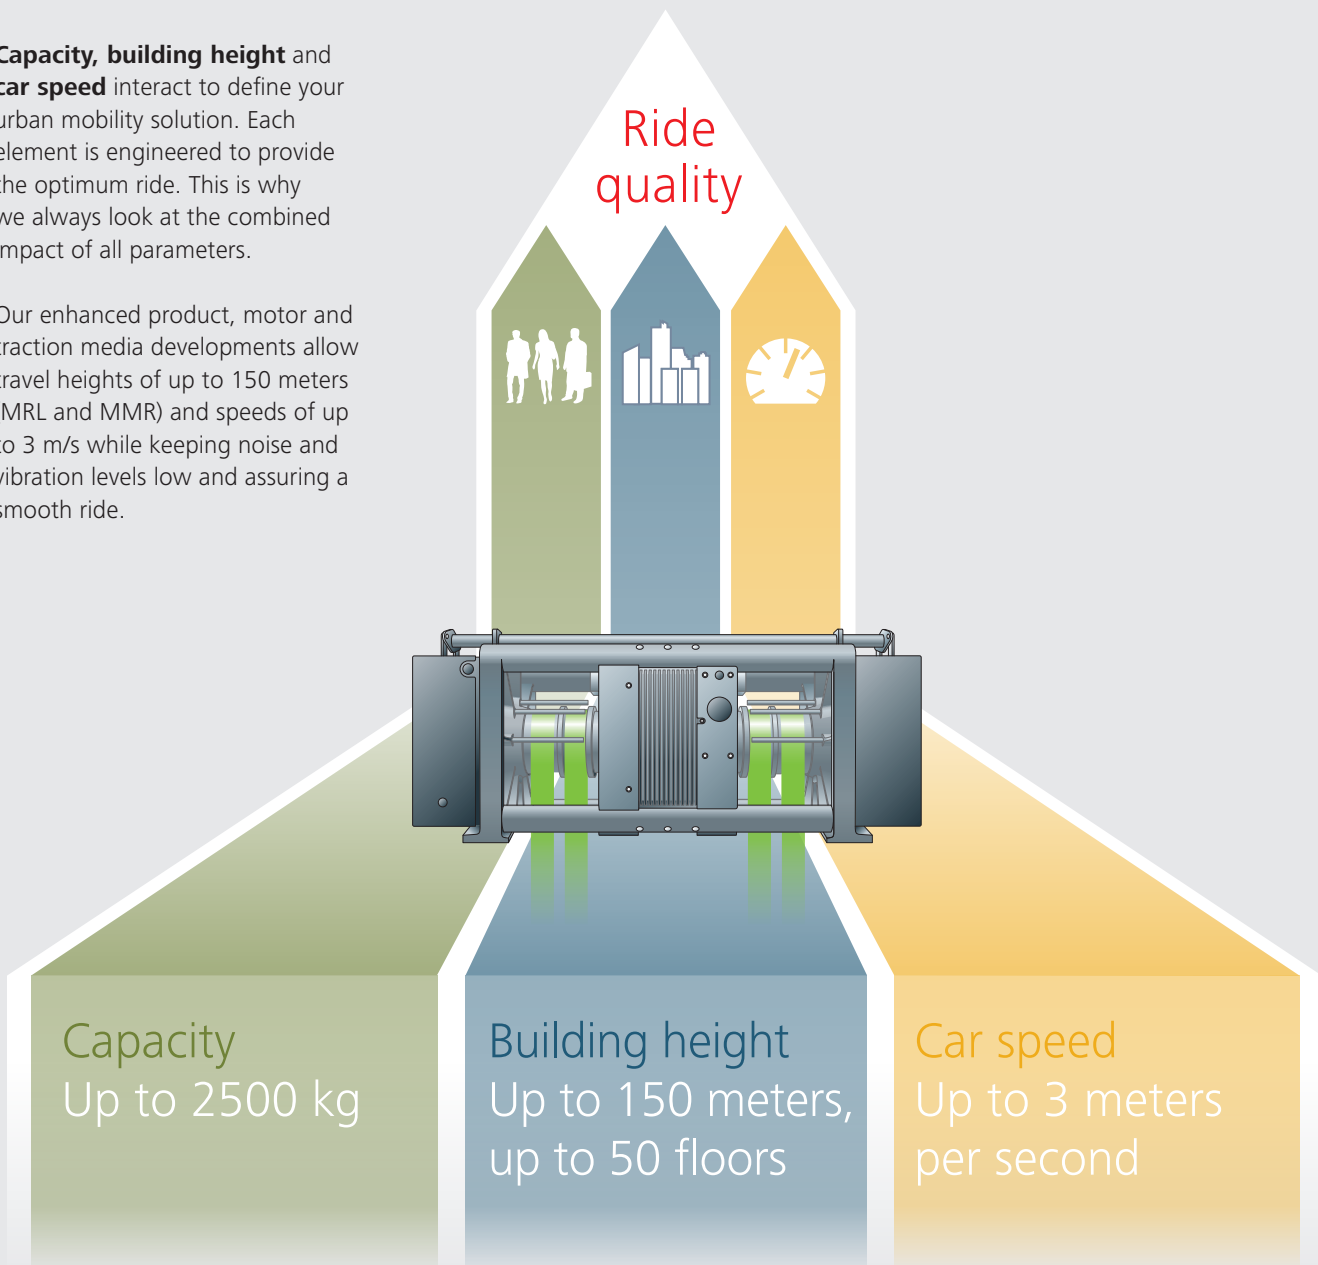 Capacity, building height and
car speed interact to define your
urban mobility solution. Each
element is engineered to provide
the optimum ride. This is why
we always look at the combined
impact of all parameters.
Our enhanced product, motor and
traction media developments allow
travel heights of up to 150 meters
(MRL and MMR) and speeds of up
to 3 m/s while keeping noise and
vibration levels low and assuring a
smooth ride.
Ride
quality
Capacity
Up to 2500 kg
Building height
Up to 150 meters,
up to 50 floors
Car speed
Up to 3 meters
per second